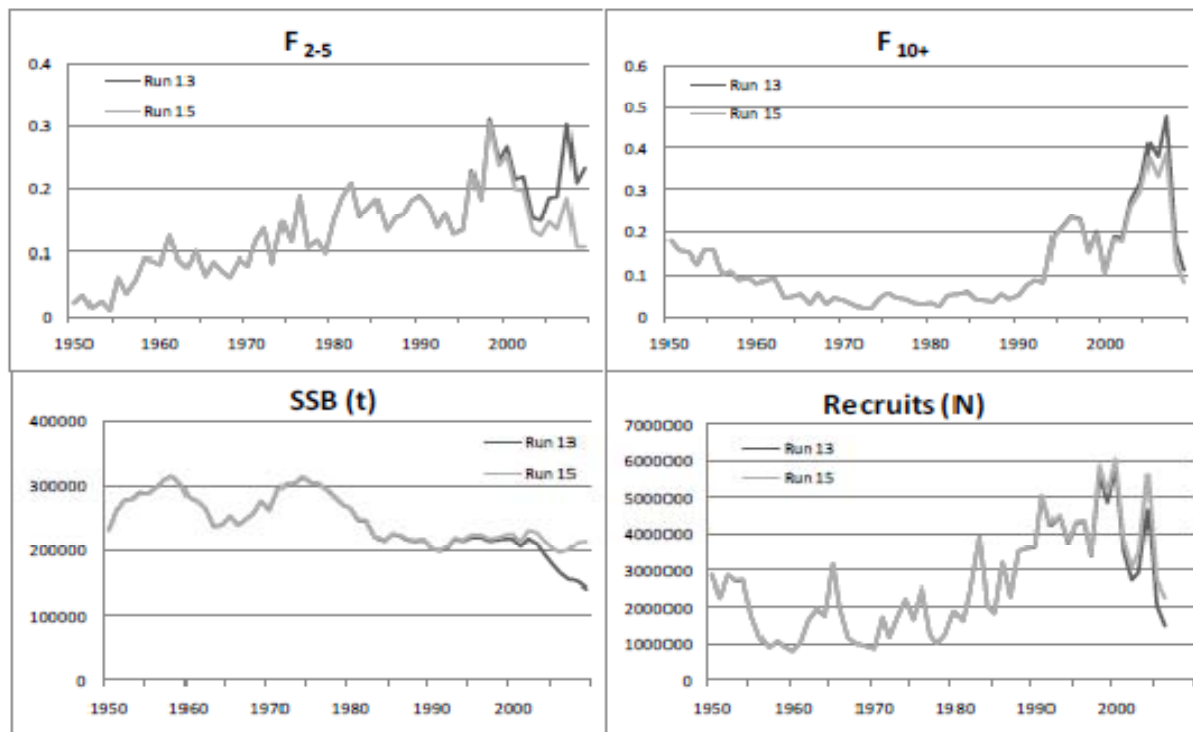 F 2-5
0.4
Run 13
Run 15
0.3
0.2
0.1
0
1950 1960 1970 1980 1990 2000
F 10+
0.6
Run 13
0.5
Run 15
0.4
0.3
0.2
0.1
0
1950 1960 1970 1980 1990 2000
SSB (t)
400000
Run 13
Run 15
300000
200000
100000
0
1950 1960 1970 1980 1990 2000
Recruits (N)
7000000
Run 13
6000000
Run 15
5000000
4000000
3000000
2000000
1000000
0
1950 1960 1970 1980 1990 2000